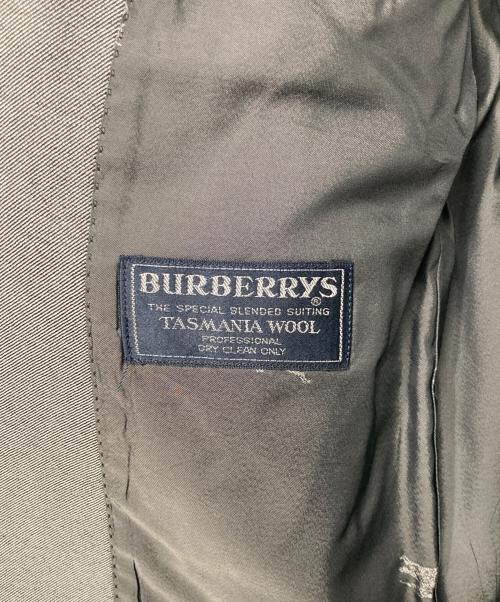 BURBERRYS
®
THE SPECIAL BLENDED SUITING
TASMANIA WOOL
PROFESSIONAL
DRY CLEAN ONLY